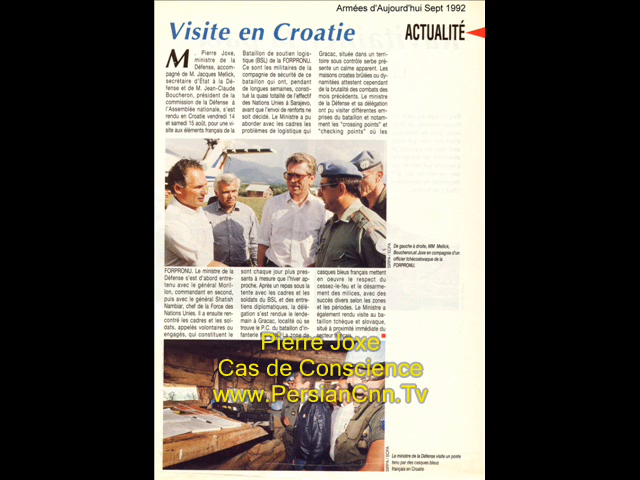 Armées d'Aujourd'hui Sept 1992
Visite en Croatie
ACTUALITÉ
M. Pierre Joxe,
ministre de la
Défense, accom-
pagné de M. Jacques Mellick,
secrétaire d'Etat à la Dé-
fense et de M. Jean-Claude
Boucheron, président de la
commission de la Défense à
l'Assemblée nationale, s'est
rendu en Croatie vendredi 14
et samedi 15 août, pour une vi-
site aux éléments français de la
Bataillon de soutien logis-
tique (BSL) de la FORPRONU.
Ce sont les militaires de la
compagnie de sécurité de ce
bataillon qui ont, pendant
de longues semaines, consti-
tué la quasi totalité de l'effectif
des Nations Unies à Sarajevo,
avant que l'envoi de renforts ne
soit décidé. Le Ministre a pu
aborder avec les cadres les
problèmes de logistique qui
Gracac, située dans un terri-
toire sous contrôle serbe pré-
sente un calme apparent. Les
maisons croates brûlées ou dy-
namitées attestent cependant
de la brutalité des combats des
mois précédents. Le ministre
de la Défense et sa délégation
ont pu visiter différentes em-
prises du bataillon et notam-
ment les "crossing points" et
"checking points" où les
De gauche à droite, MM. Mellick,
Boucheron,et Joxe en compagnie d'un
officier tchécoslovaque de la
FORPRONU.
SIRPA / ECPA
FORPRONU. Le ministre de la
Défense s'est d'abord entre-
tenu avec le général Moril-
lon, commandant en second,
puis avec le général Shatish
Nambiar, chef de la Force des
Nations Unies. Il a ensuite ren-
contré les cadres et les sol-
dats, appelés volontaires ou
engagés, qui constituent le
sont chaque jour plus pres-
sants à mesure que l'hiver ap-
proche. Après un repas sous la
tente avec les cadres et les
soldats du BSL et des entre-
tiens diplomatiques, la déléga-
tion s'est rendue le lende-
main à Gracac, localité où se
trouve le P.C. du bataillon d'in-
fanterie La zone de
casques bleus français mettent
en oeuvre le respect du
cessez-le-feu et le désarme-
ment des milices, avec des
succès divers selon les zones
et les périodes. Le Ministre a
également rendu visite au ba-
taillon tchèque et slovaque,
situé à proximité immédiate du
secteur
Pierre Joxe
Cas de Conscience
www.PersianCnn.Tv
Le ministre de la Défense visite un poste
tenu par des casques bleus
français en Croatie
SIRPA / ECPA